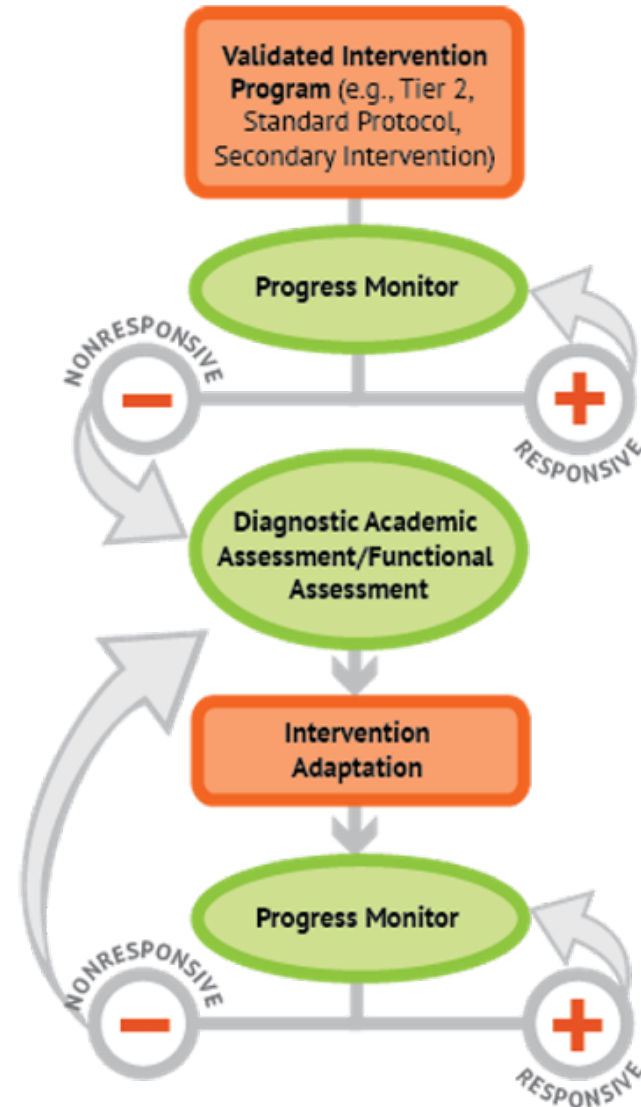 Validated Intervention
Program (e.g., Tier 2,
Standard Protocol,
Secondary Intervention)
Progress Monitor
NONRESPONSIVE
RESPONSIVE
Diagnostic Academic
Assessment/Functional
Assessment
Intervention
Adaptation
Progress Monitor
NONRESPONSIVE
RESPONSIVE